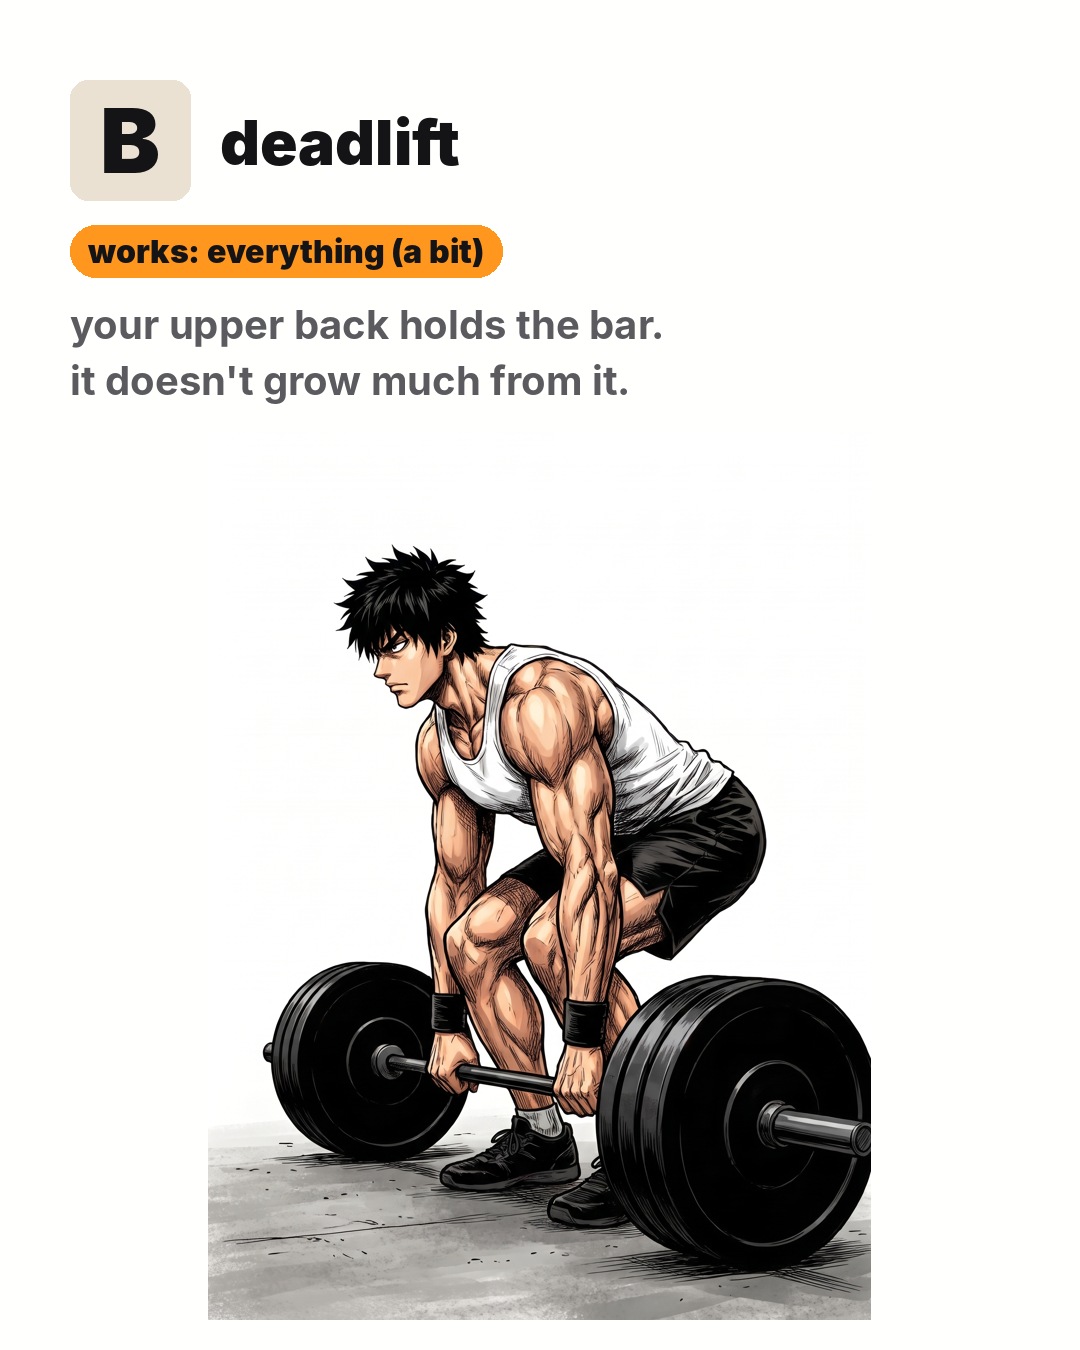 B deadlift
works: everything (a bit)
your upper back holds the bar.
it doesn't grow much from it.